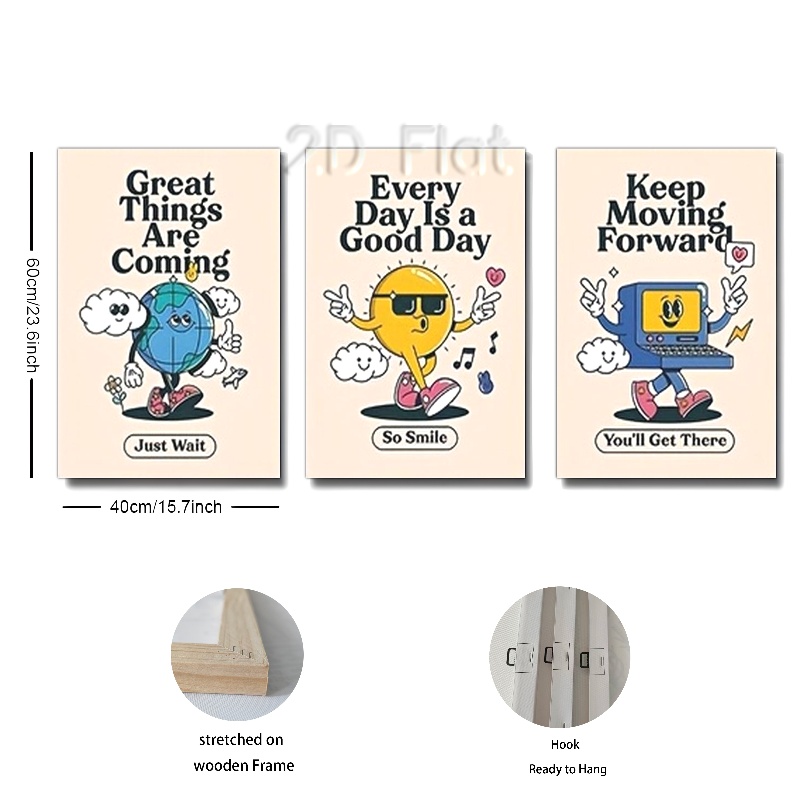 2D Flat
Great
Things
Are
Coming
Just Wait
Every
Day Is a
Good Day
So Smile
Keep
Moving
Forward
You'll Get There
60cm/23.6inch
40cm/15.7inch
stretched on
wooden Frame
Hook
Ready to Hang